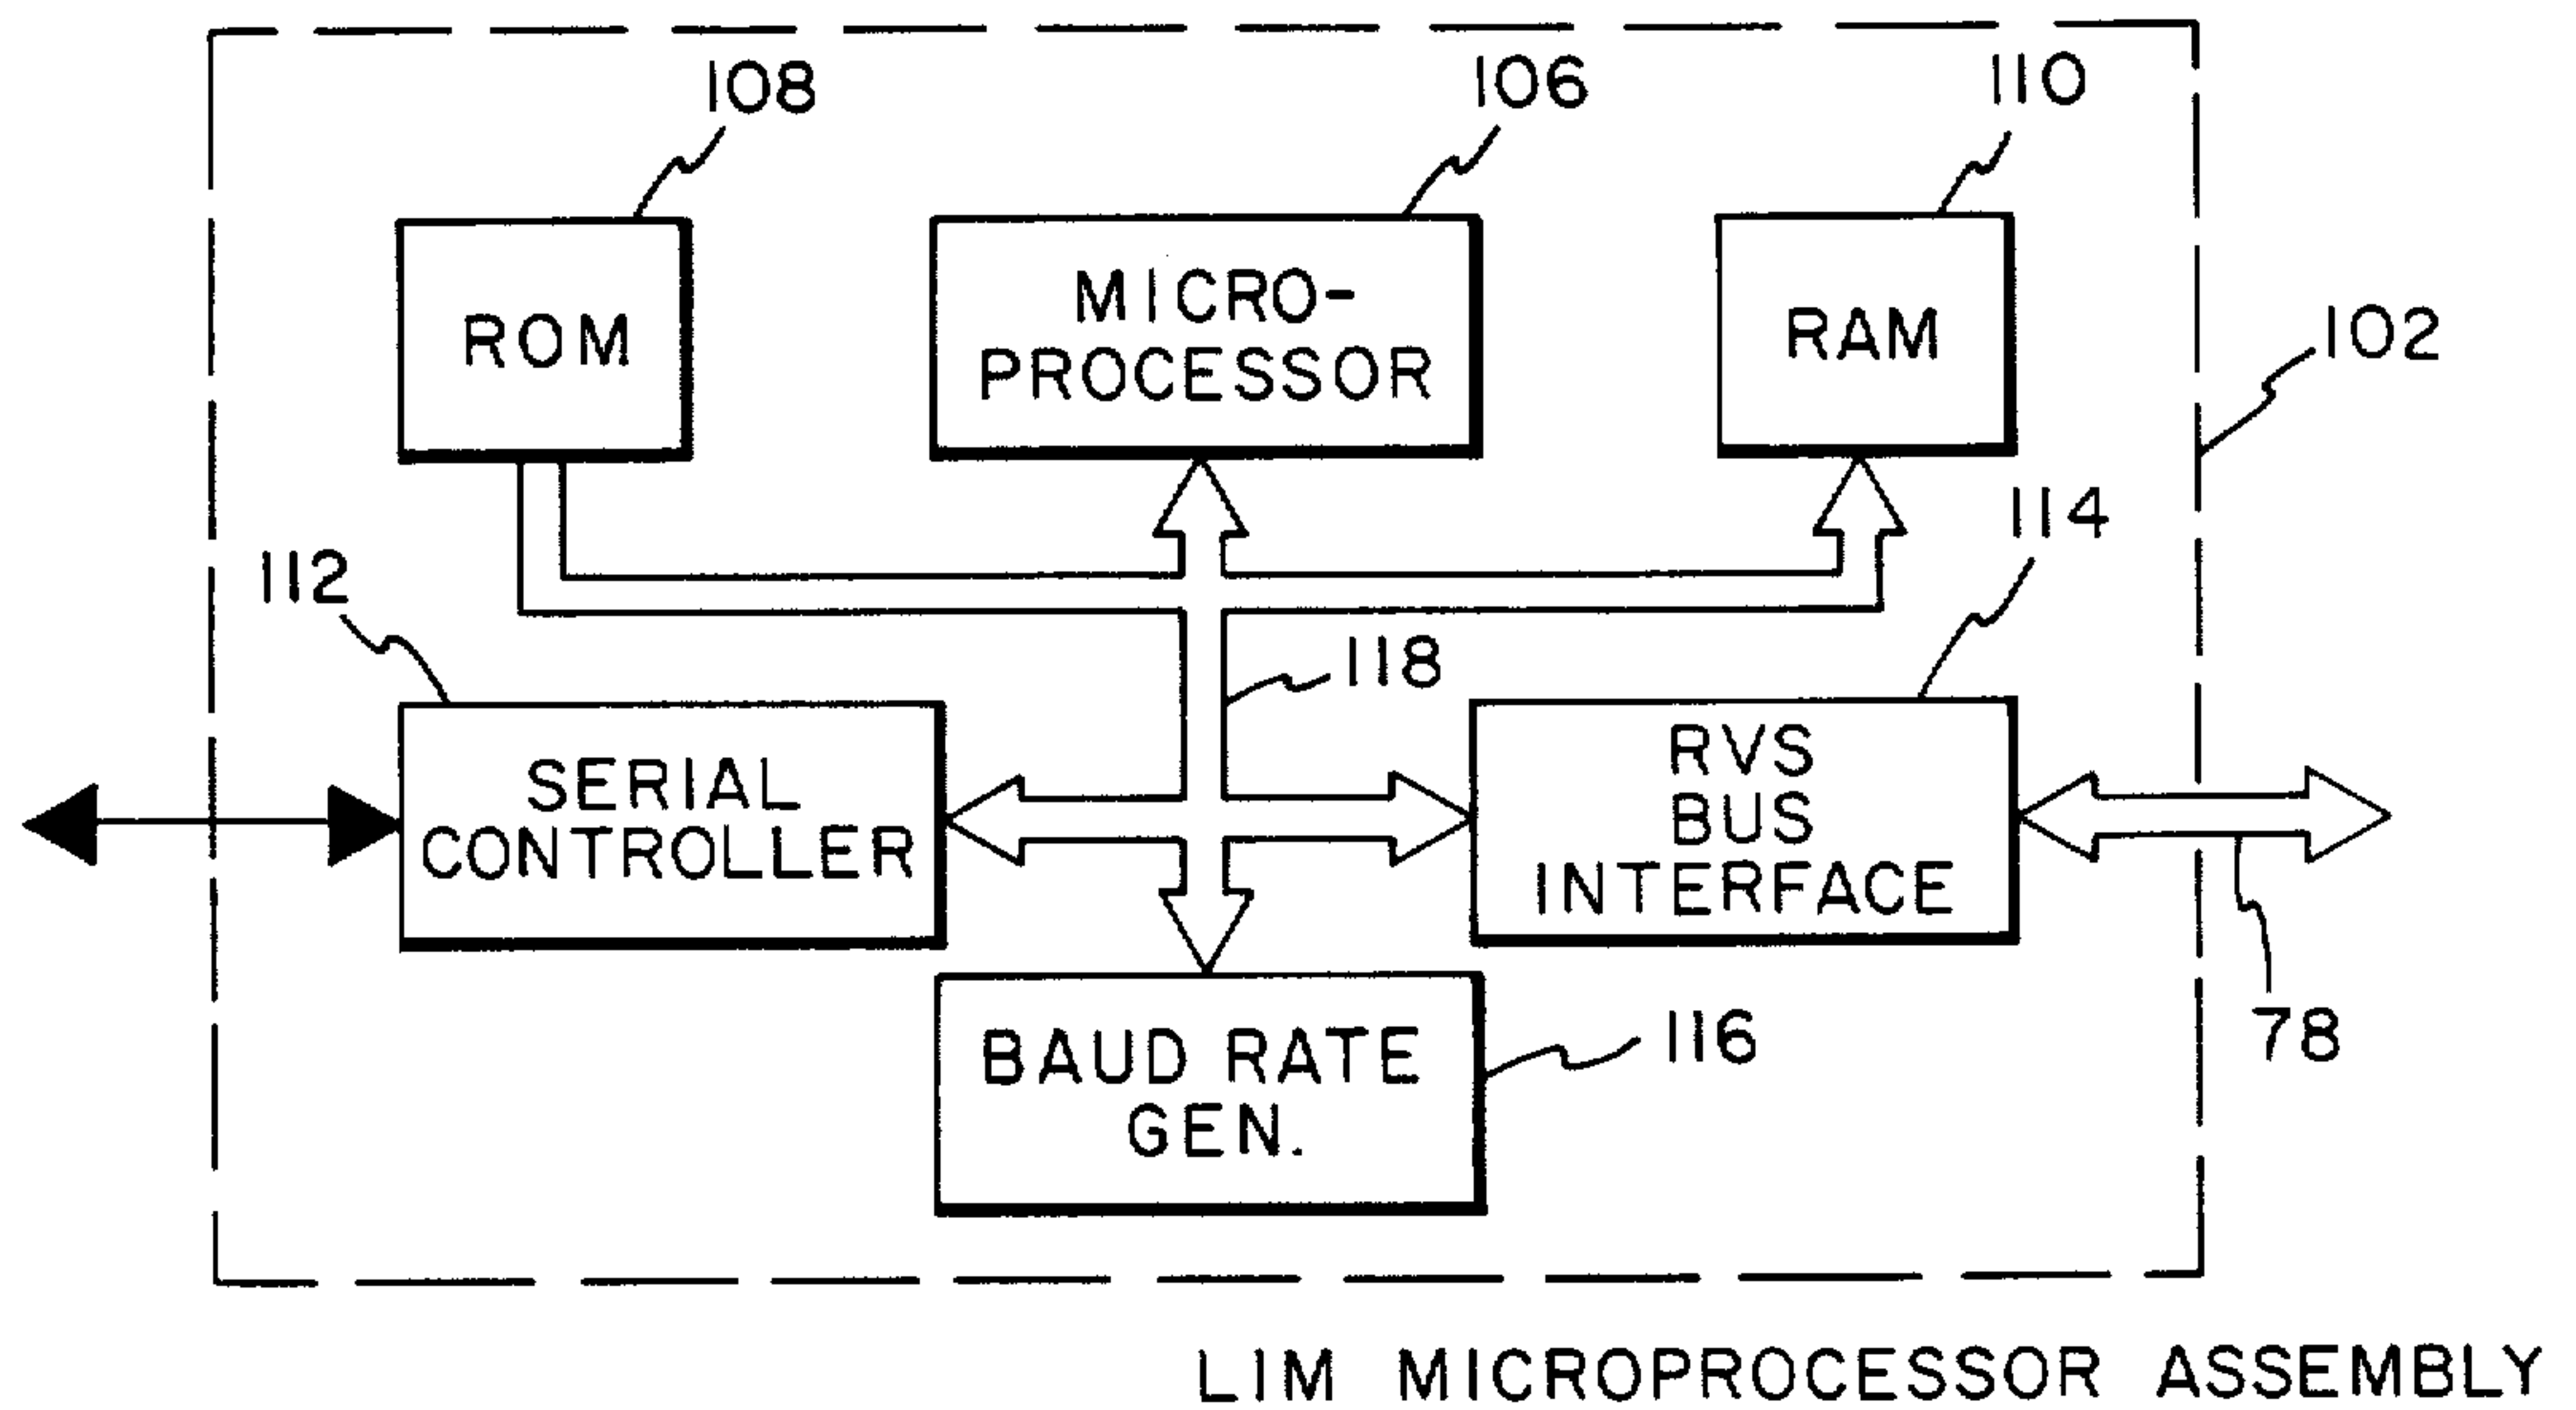 108
106
110
ROM
MICRO-
PROCESSOR
RAM
102
112
114
118
SERIAL
CONTROLLER
RVS
BUS
INTERFACE
78
BAUD RATE
GEN.
116
LIM MICROPROCESSOR ASSEMBLY